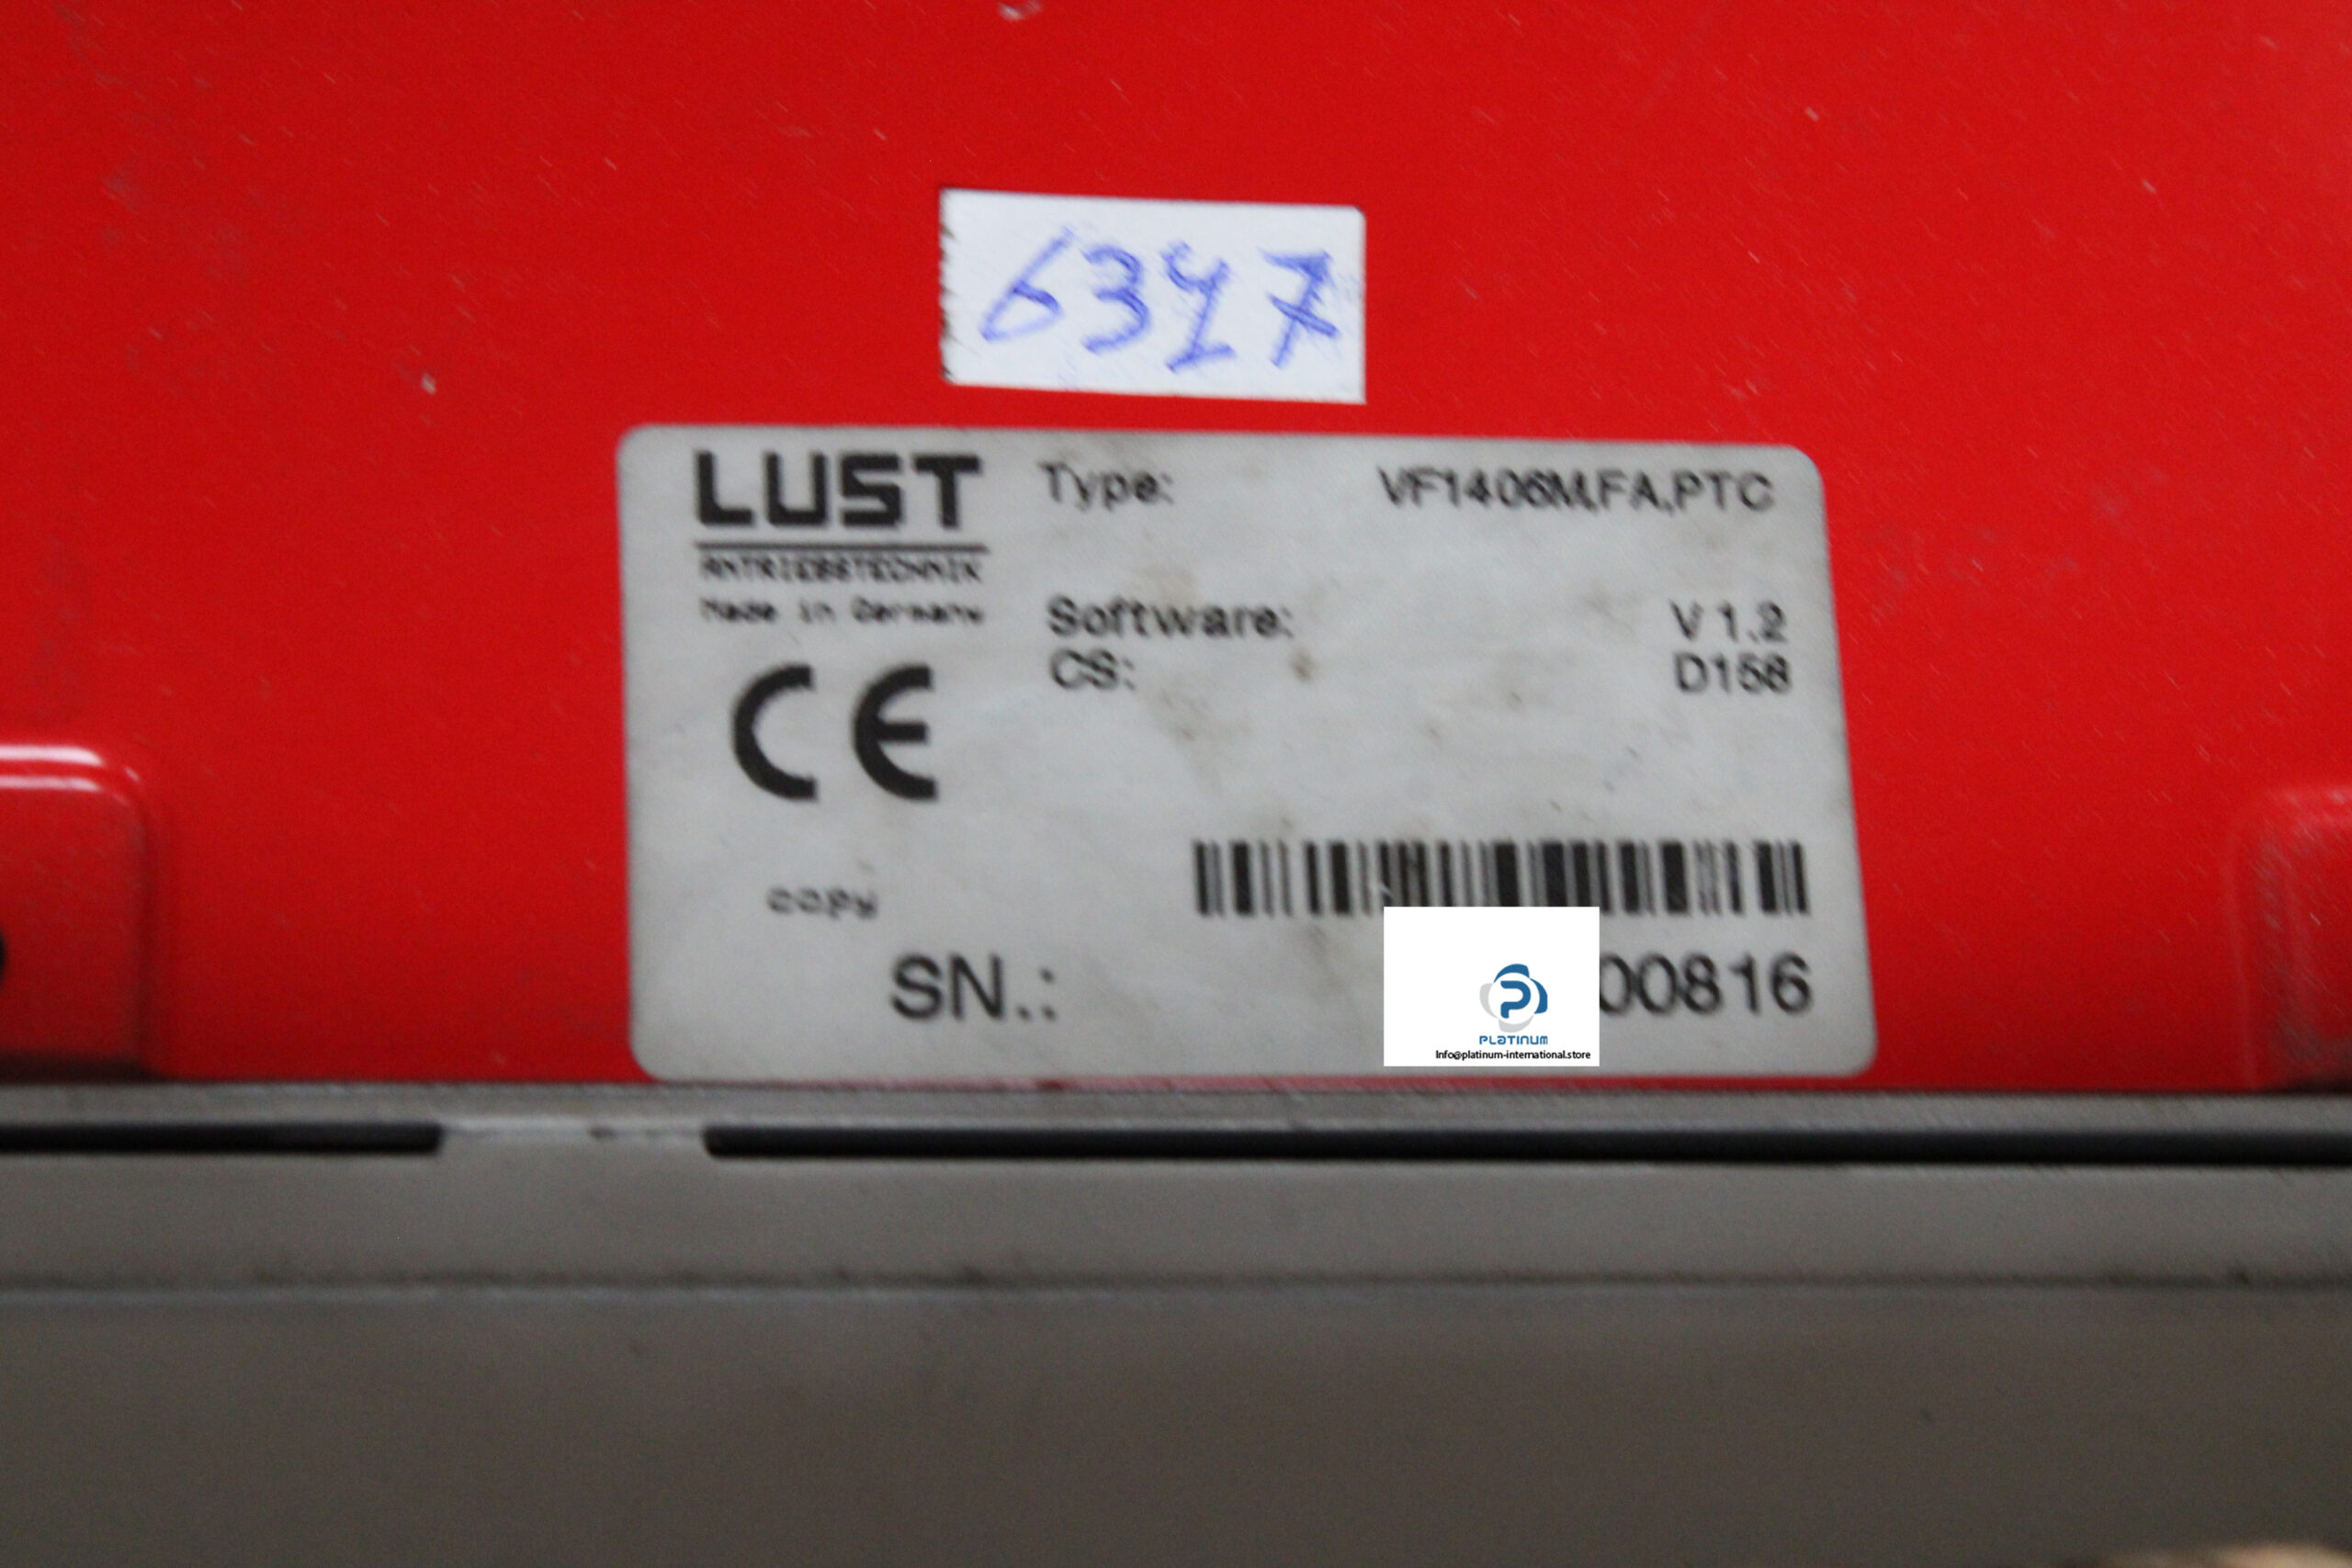 6347
LUST
ANTRIEBSTECHNIK
Made in Germany
Type: VF1406M,FA,PTC
Software: V 1.2
CS: D158
CE
copy
SN.: 00816
PLATINUM
Info@platinum-international.store